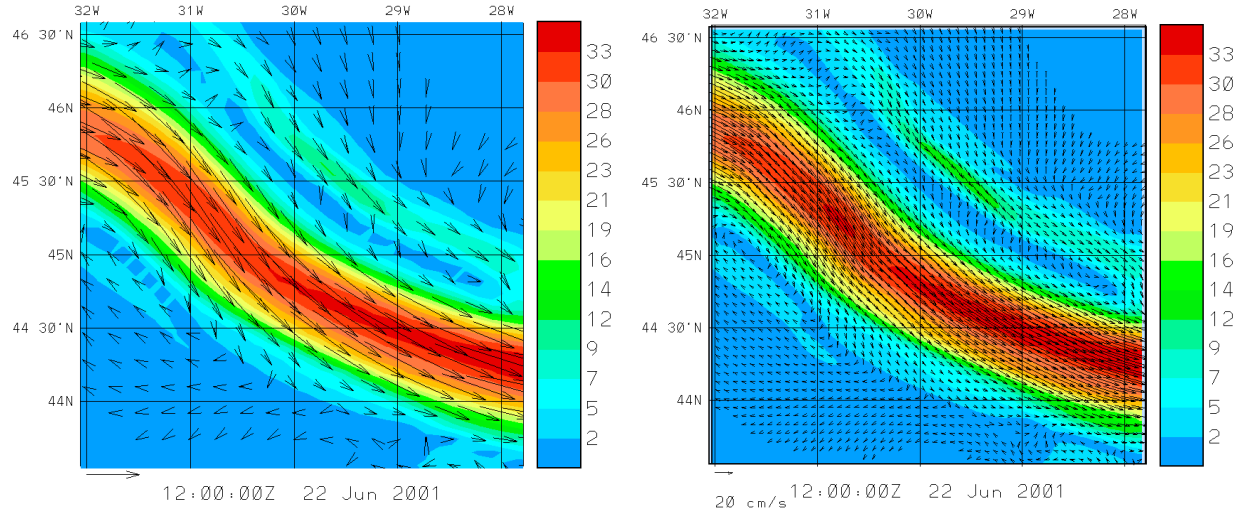 32W 31W 30W 29W 28W
46 30'N
46N
45 30'N
45N
44 30'N
44N
33
30
28
26
23
21
19
16
14
12
9
7
5
2
12:00:00Z 22 Jun 2001
32W 31W 30W 29W 28W
46 30'N
46N
45 30'N
45N
44 30'N
44N
33
30
28
26
23
21
19
16
14
12
9
7
5
2
20 cm/s 12:00:00Z 22 Jun 2001